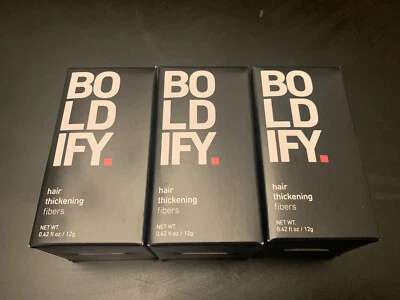 BO
LD
IFY.
hair
thickening
fibers
NET WT.
0.42 fl oz / 12g
BO
LD
IFY.
hair
thickening
fibers
NET WT.
0.42 fl oz / 12g
BO
LD
IFY.
hair
thickening
fibers
NET WT.
0.42 fl oz / 12g